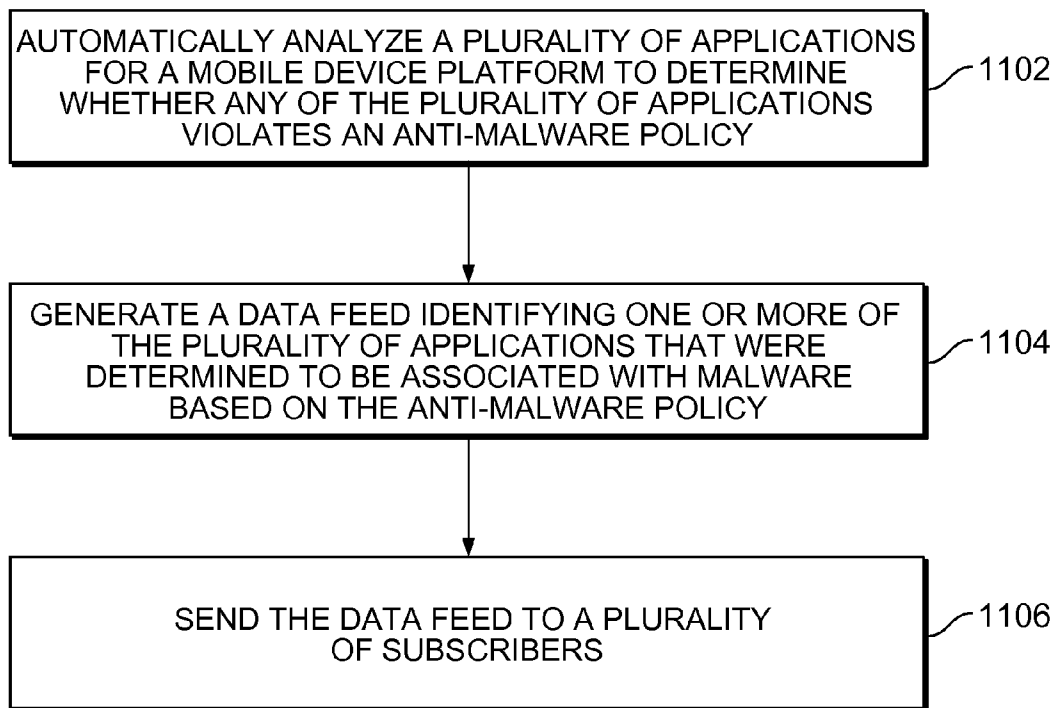 AUTOMATICALLY ANALYZE A PLURALITY OF APPLICATIONS
FOR A MOBILE DEVICE PLATFORM TO DETERMINE
WHETHER ANY OF THE PLURALITY OF APPLICATIONS
VIOLATES AN ANTI-MALWARE POLICY
1102
GENERATE A DATA FEED IDENTIFYING ONE OR MORE OF
THE PLURALITY OF APPLICATIONS THAT WERE
DETERMINED TO BE ASSOCIATED WITH MALWARE
BASED ON THE ANTI-MALWARE POLICY
1104
SEND THE DATA FEED TO A PLURALITY
OF SUBSCRIBERS
1106